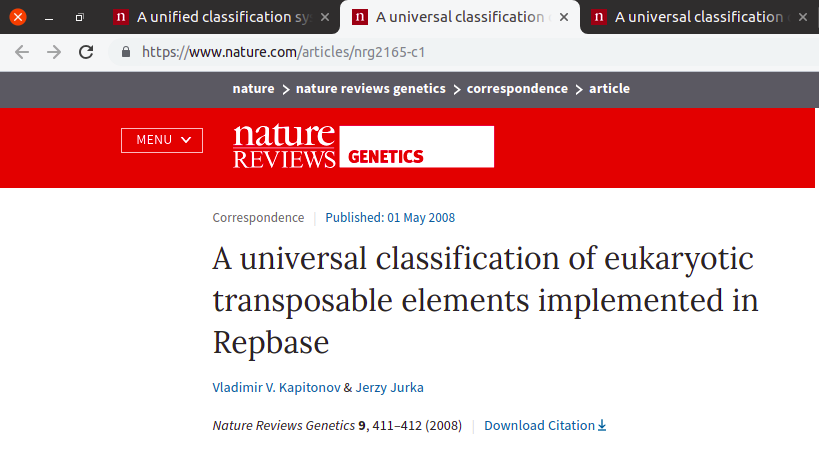 n A unified classification sy
n A universal classification
n A universal classification
https://www.nature.com/articles/nrg2165-c1
nature > nature reviews genetics > correspondence > article
MENU
nature
REVIEWS GENETICS
Correspondence | Published: 01 May 2008
A universal classification of eukaryotic
transposable elements implemented in
Repbase
Vladimir V. Kapitonov & Jerzy Jurka
Nature Reviews Genetics 9, 411–412 (2008) | Download Citation